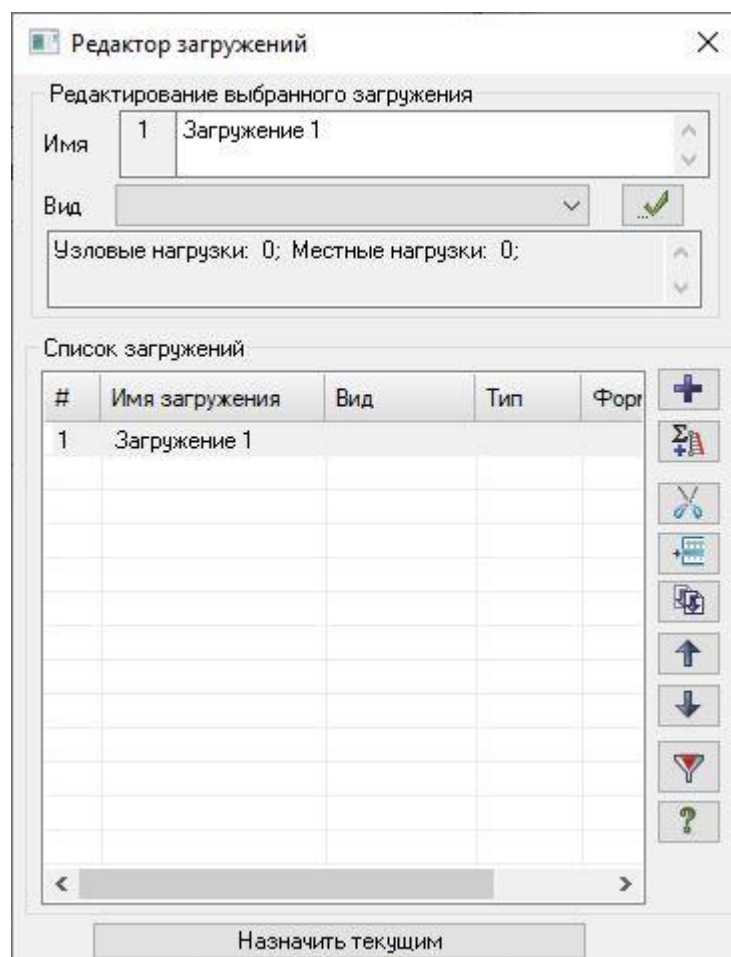 Редактор загружений
Редактирование выбранного загружения
Имя 1 Загружение 1
Вид
Узловые нагрузки: 0; Местные нагрузки: 0;
Список загружений
# Имя загружения Вид Тип Форм
1 Загружение 1
Назначить текущим